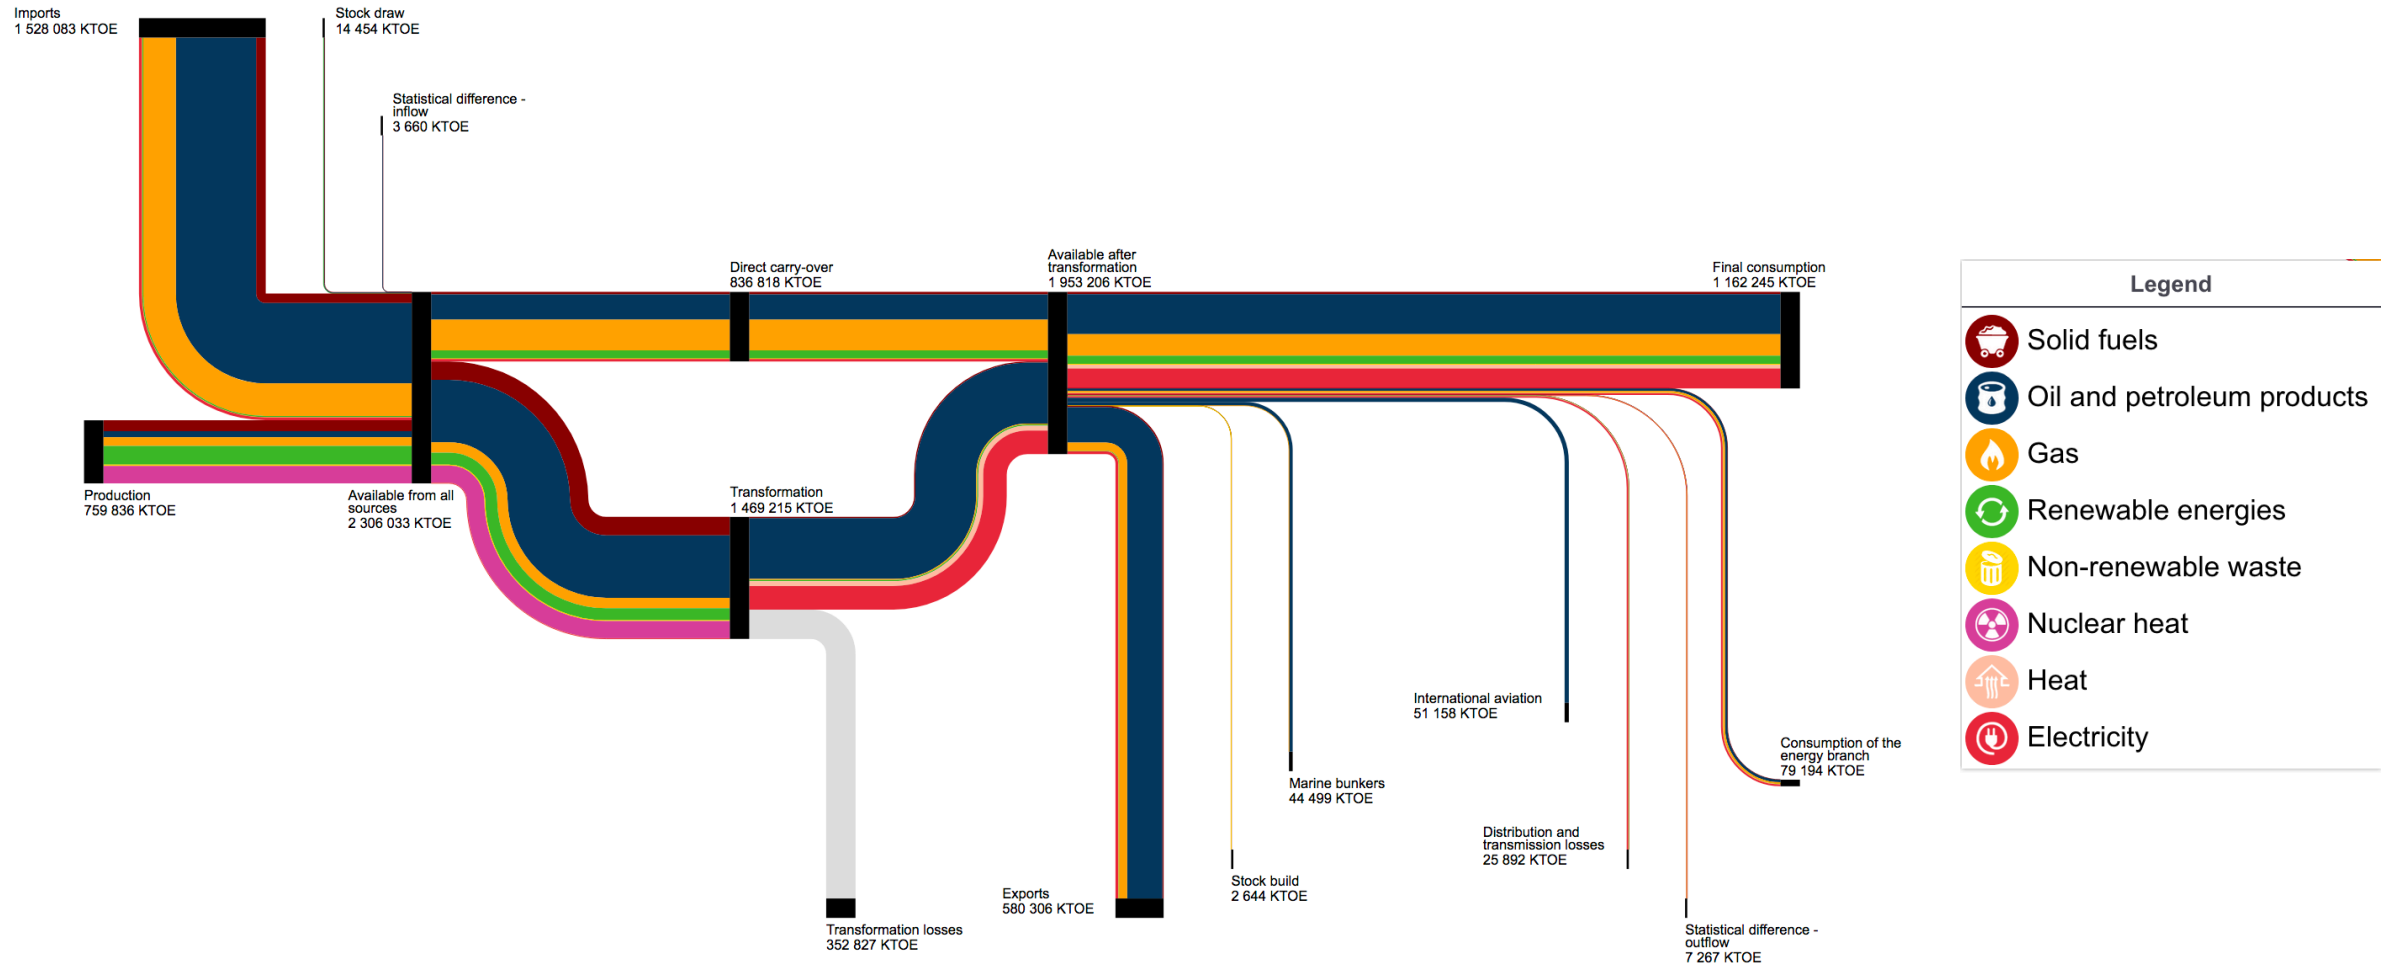 Imports
1 528 083 KTOE
Stock draw
14 454 KTOE
Statistical difference -
inflow
3 660 KTOE
Direct carry-over
836 818 KTOE
Available after
transformation
1 953 206 KTOE
Final consumption
1 162 245 KTOE
Production
759 836 KTOE
Available from all
sources
2 306 033 KTOE
Transformation
1 469 215 KTOE
International aviation
51 158 KTOE
Marine bunkers
44 499 KTOE
Consumption of the
energy branch
79 194 KTOE
Distribution and
transmission losses
25 892 KTOE
Stock build
2 644 KTOE
Exports
580 306 KTOE
Transformation losses
352 827 KTOE
Statistical difference -
outflow
7 267 KTOE
Legend
Solid fuels
Oil and petroleum products
Gas
Renewable energies
Non-renewable waste
Nuclear heat
Heat
Electricity